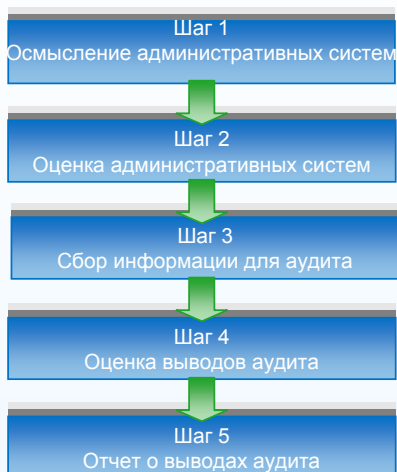 Шаг 1
Осмысление административных систем
Шаг 2
Оценка административных систем
Шаг 3
Сбор информации для аудита
Шаг 4
Оценка выводов аудита
Шаг 5
Отчет о выводах аудита